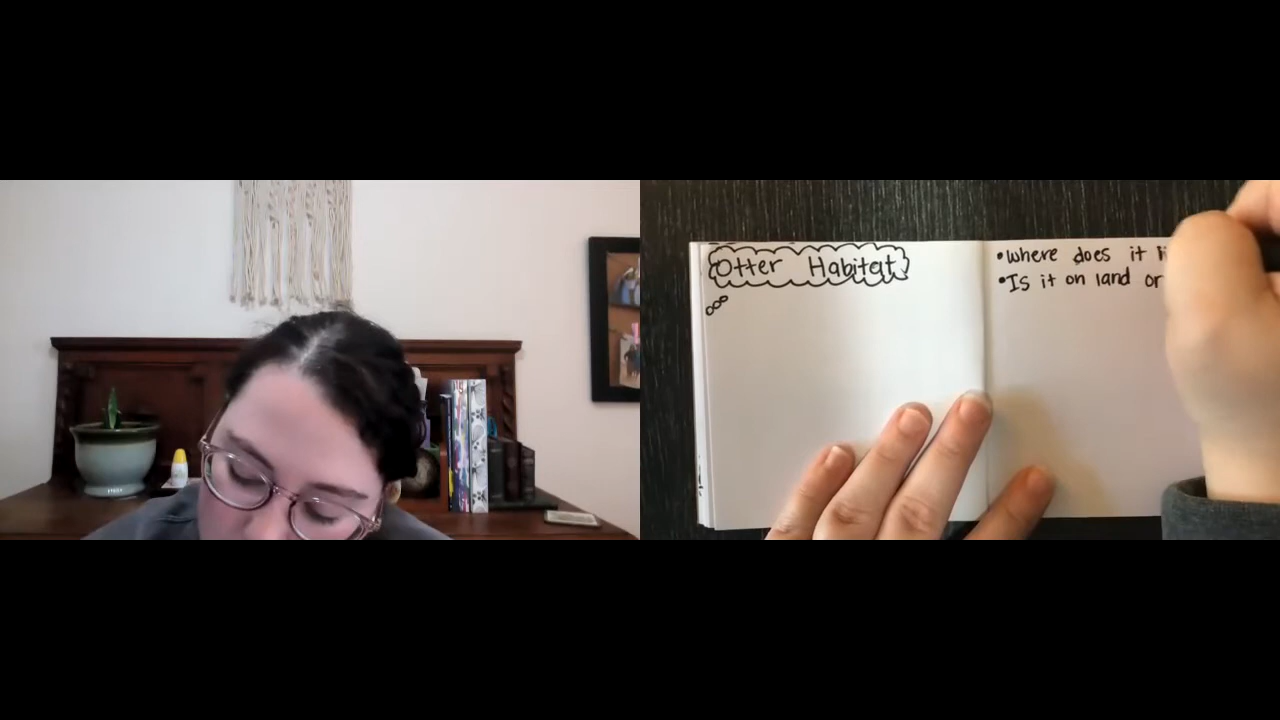 Otter Habitat
•Where does it
•Is it on land or